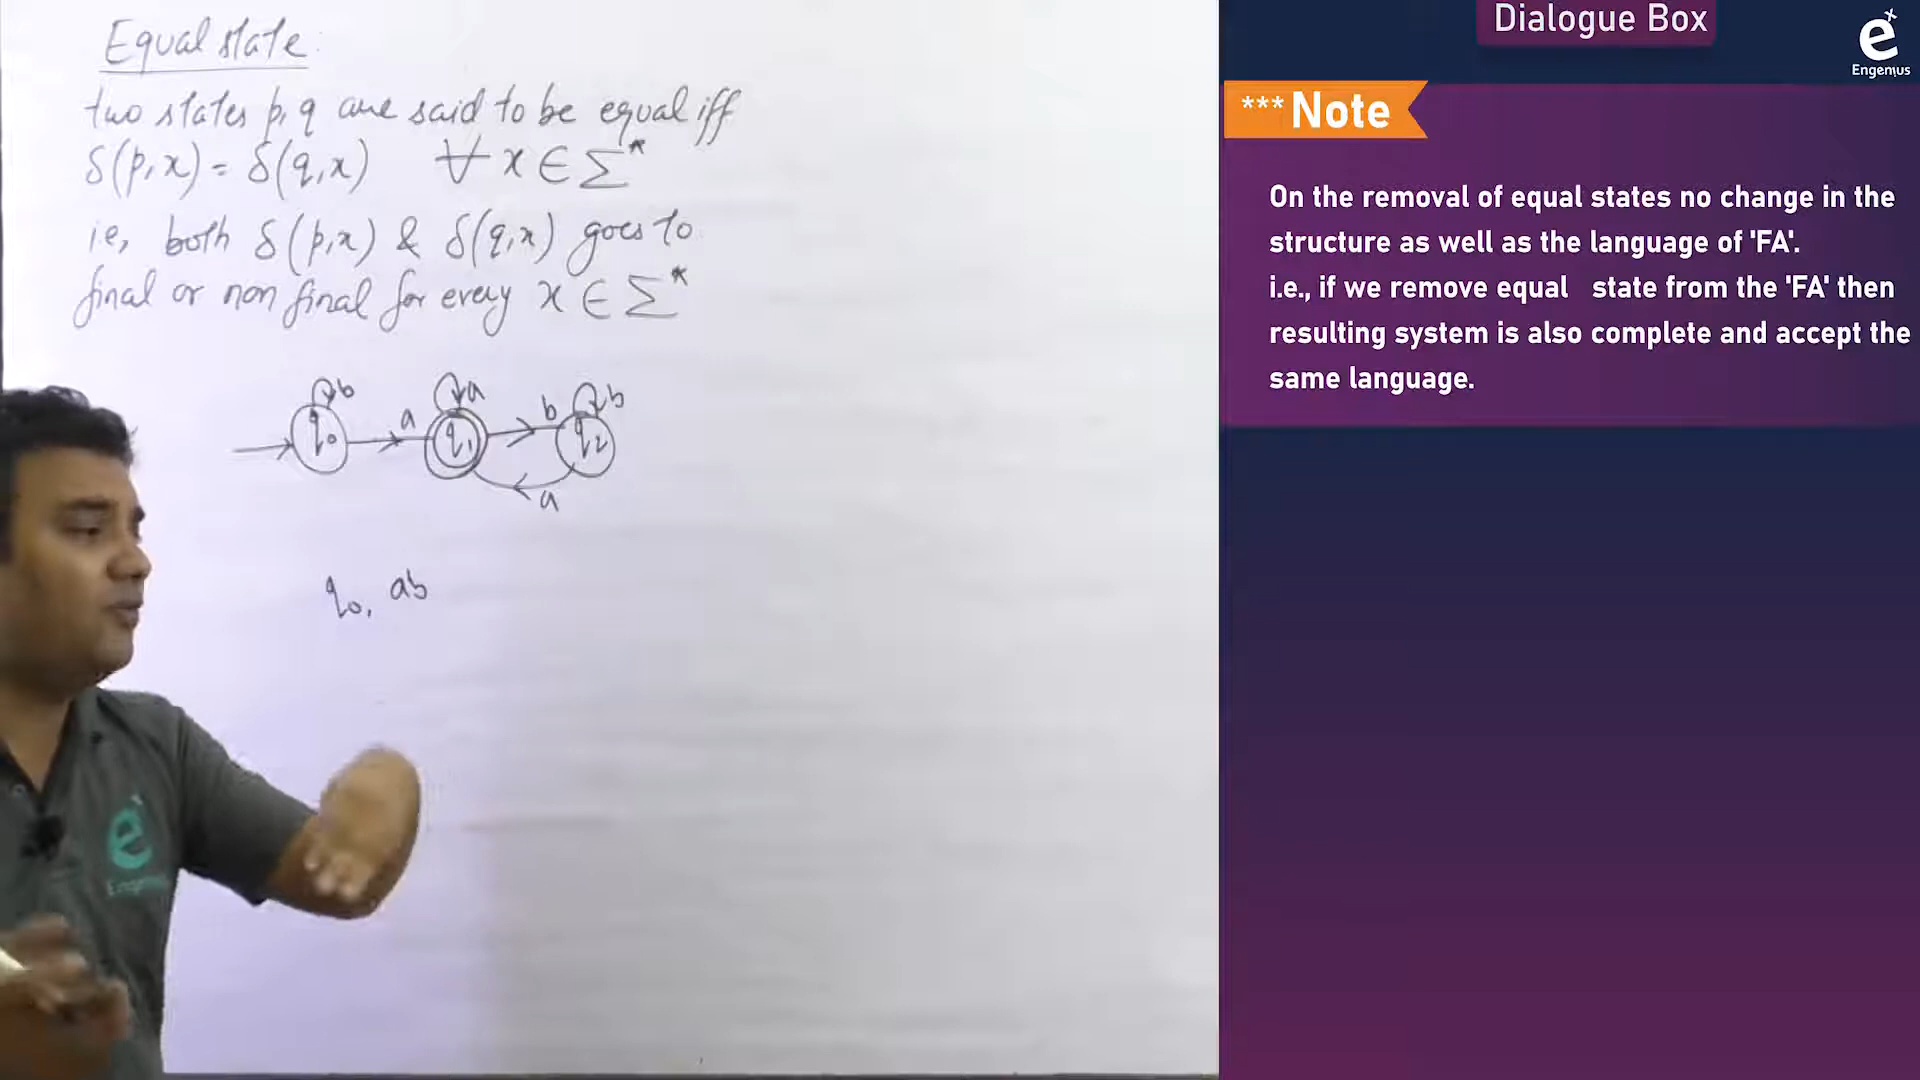 Equal state:
two states p, q are said to be equal iff
δ(p,x) = δ(q,x) ∀ x ∈ Σ*
i.e, both δ(p,x) & δ(q,x) goes to
final or non final for every x ∈ Σ*
b a b
q0 a q1 b q2
a
q0, ab
e
Engenius
Dialogue Box
ex
Engenius
*** Note
On the removal of equal states no change in the
structure as well as the language of 'FA'.
i.e., if we remove equal state from the 'FA' then
resulting system is also complete and accept the
same language.